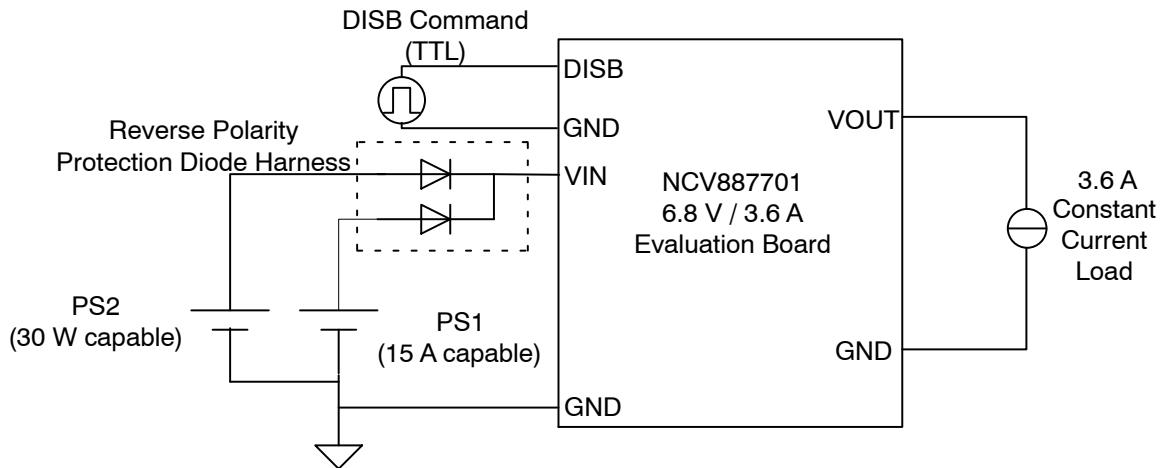 DISB Command
(TTL)
DISB
GND
Reverse Polarity
Protection Diode Harness
VIN
VOUT
NCV887701
6.8 V / 3.6 A
Evaluation Board
3.6 A
Constant
Current
Load
PS2
(30 W capable)
PS1
(15 A capable)
GND
GND